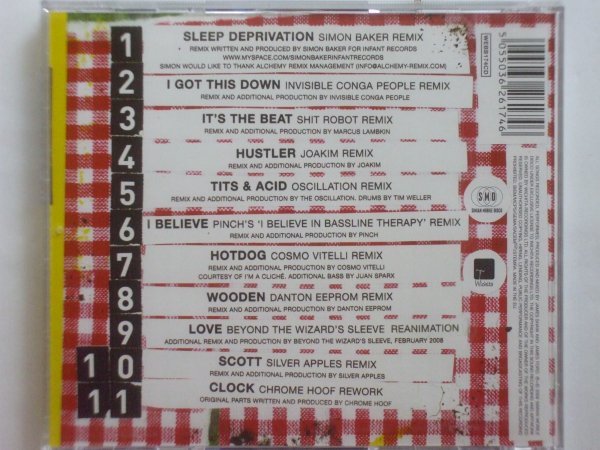 1
SLEEP DEPRIVATION SIMON BAKER REMIX
REMIX WRITTEN AND PRODUCED BY SIMON BAKER FOR INFANT RECORDS
WWW.MYSPACE.COM/SIMONBAKERINFANTRECORDS
SIMON WOULD LIKE TO THANK ALCHEMY REMIX MANAGEMENT (INFO@ALCHEMY-REMIX.COM)
2
I GOT THIS DOWN INVISIBLE CONGA PEOPLE REMIX
REMIX AND ADDITIONAL PRODUCTION BY INVISIBLE CONGA PEOPLE
3
IT'S THE BEAT SHIT ROBOT REMIX
REMIX AND ADDITIONAL PRODUCTION BY MARCUS LAMBKIN
4
HUSTLER JOAKIM REMIX
REMIX AND ADDITIONAL PRODUCTION BY JOAKIM
5
TITS & ACID OSCILLATION REMIX
REMIX AND ADDITIONAL PRODUCTION BY THE OSCILLATION. DRUMS BY TIM WELLER
6
I BELIEVE PINCH'S 'I BELIEVE IN BASSLINE THERAPY' REMIX
REMIX AND ADDITIONAL PRODUCTION BY PINCH
7
HOTDOG COSMO VITELLI REMIX
REMIX AND ADDITIONAL PRODUCTION BY COSMO VITELLI
COURTESY OF I'M A CLICHÉ. ADDITIONAL BASS BY JUAN SPARX
8
WOODEN DANTON EEPROM REMIX
REMIX AND ADDITIONAL PRODUCTION BY DANTON EEPROM
9
LOVE BEYOND THE WIZARD'S SLEEVE REANIMATION
ADDITIONAL PRODUCTION AND REMIX BY BEYOND THE WIZARD'S SLEEVE, FEBRUARY 2008
10
SCOTT SILVER APPLES REMIX
REMIX AND ADDITIONAL PRODUCTION BY SILVER APPLES
11
CLOCK CHROME HOOF REWORK
ORIGINAL PARTS WRITTEN AND PRODUCED BY CHROME HOOF
WEBB174CD
5 055036 261746
SMD
SIMIAN MOBILE DISCO
Wichita